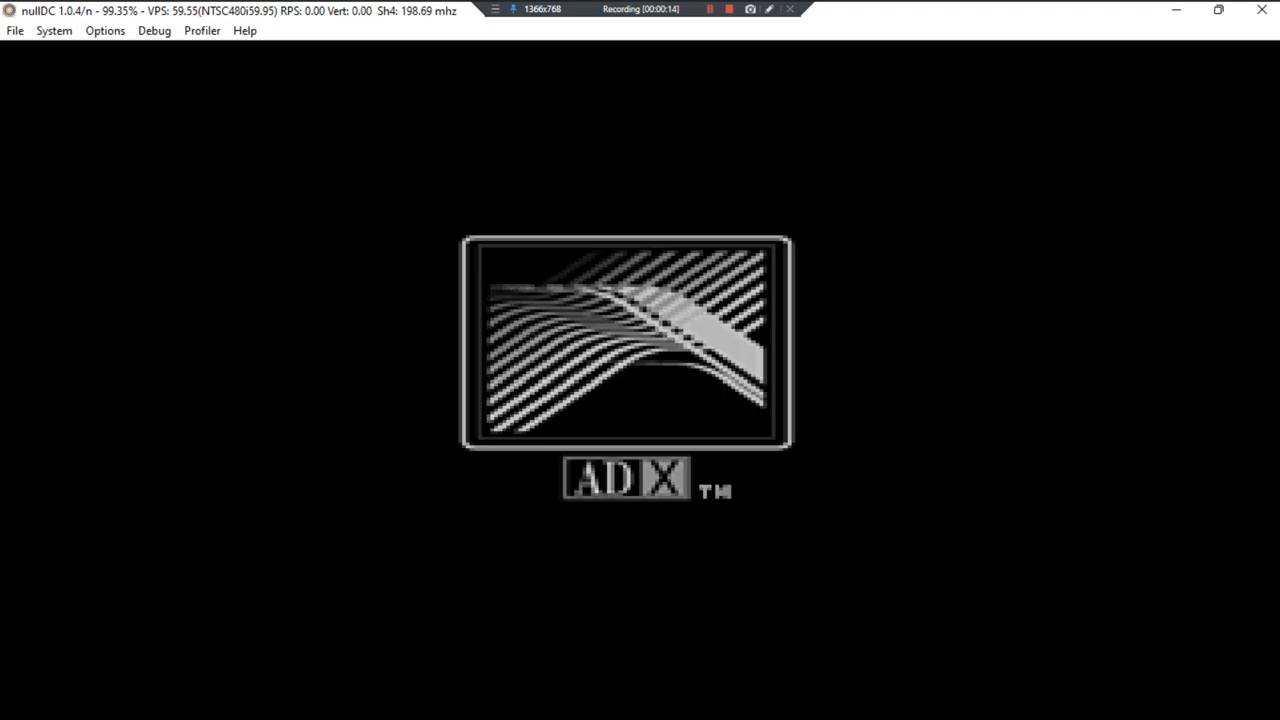 nullDC 1.0.4/n - 99.35% - VPS: 59.55(NTSC480i59.95) RPS: 0.00 Vert: 0.00 Sh4: 198.69 mhz
1366x768
Recording [00:00:14]
File System Options Debug Profiler Help
ADX TM